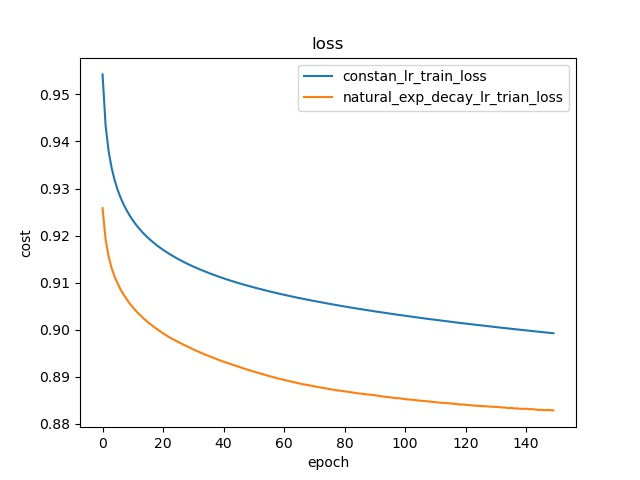 loss
constan_lr_train_loss
natural_exp_decay_lr_trian_loss
cost
0.95
0.94
0.93
0.92
0.91
0.90
0.89
0.88
0 20 40 60 80 100 120 140
epoch